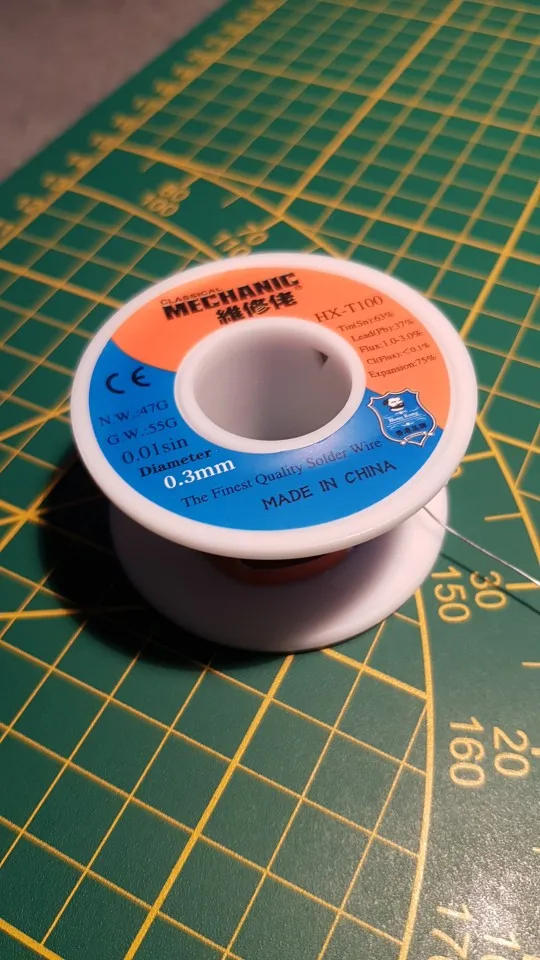 CLASSICAL
MECHANIC
維修佬
HX-T100
Tin(Sn):63%
Lead(Pb):37%
Flux:1.0-3.0%
Cl(Flux):<0.1%
Expansion:75%
CE
N.W.:47G
G.W.:55G
0.01sin
Diameter
0.3mm
The Finest Quality Solder Wire
MADE IN CHINA
70
30
150
20
160
170